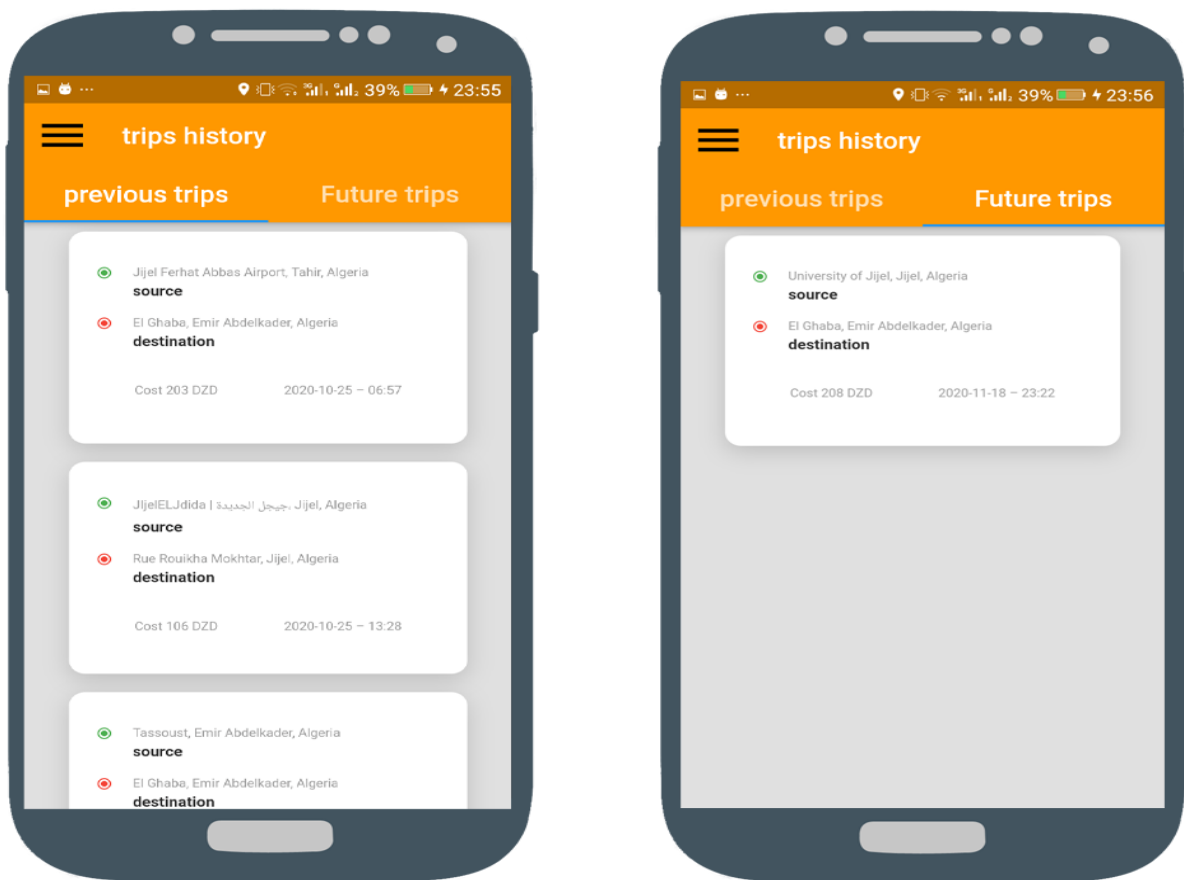 39% 23:55
trips history
previous trips Future trips
Jijel Ferhat Abbas Airport, Tahir, Algeria
source
El Ghaba, Emir Abdelkader, Algeria
destination
Cost 203 DZD 2020-10-25 – 06:57
JIjelELJdida | جيجل الجديدة, Jijel, Algeria
source
Rue Rouikha Mokhtar, Jijel, Algeria
destination
Cost 106 DZD 2020-10-25 – 13:28
Tassoust, Emir Abdelkader, Algeria
source
El Ghaba, Emir Abdelkader, Algeria
destination
39% 23:56
trips history
previous trips Future trips
University of Jijel, Jijel, Algeria
source
El Ghaba, Emir Abdelkader, Algeria
destination
Cost 208 DZD 2020-11-18 – 23:22